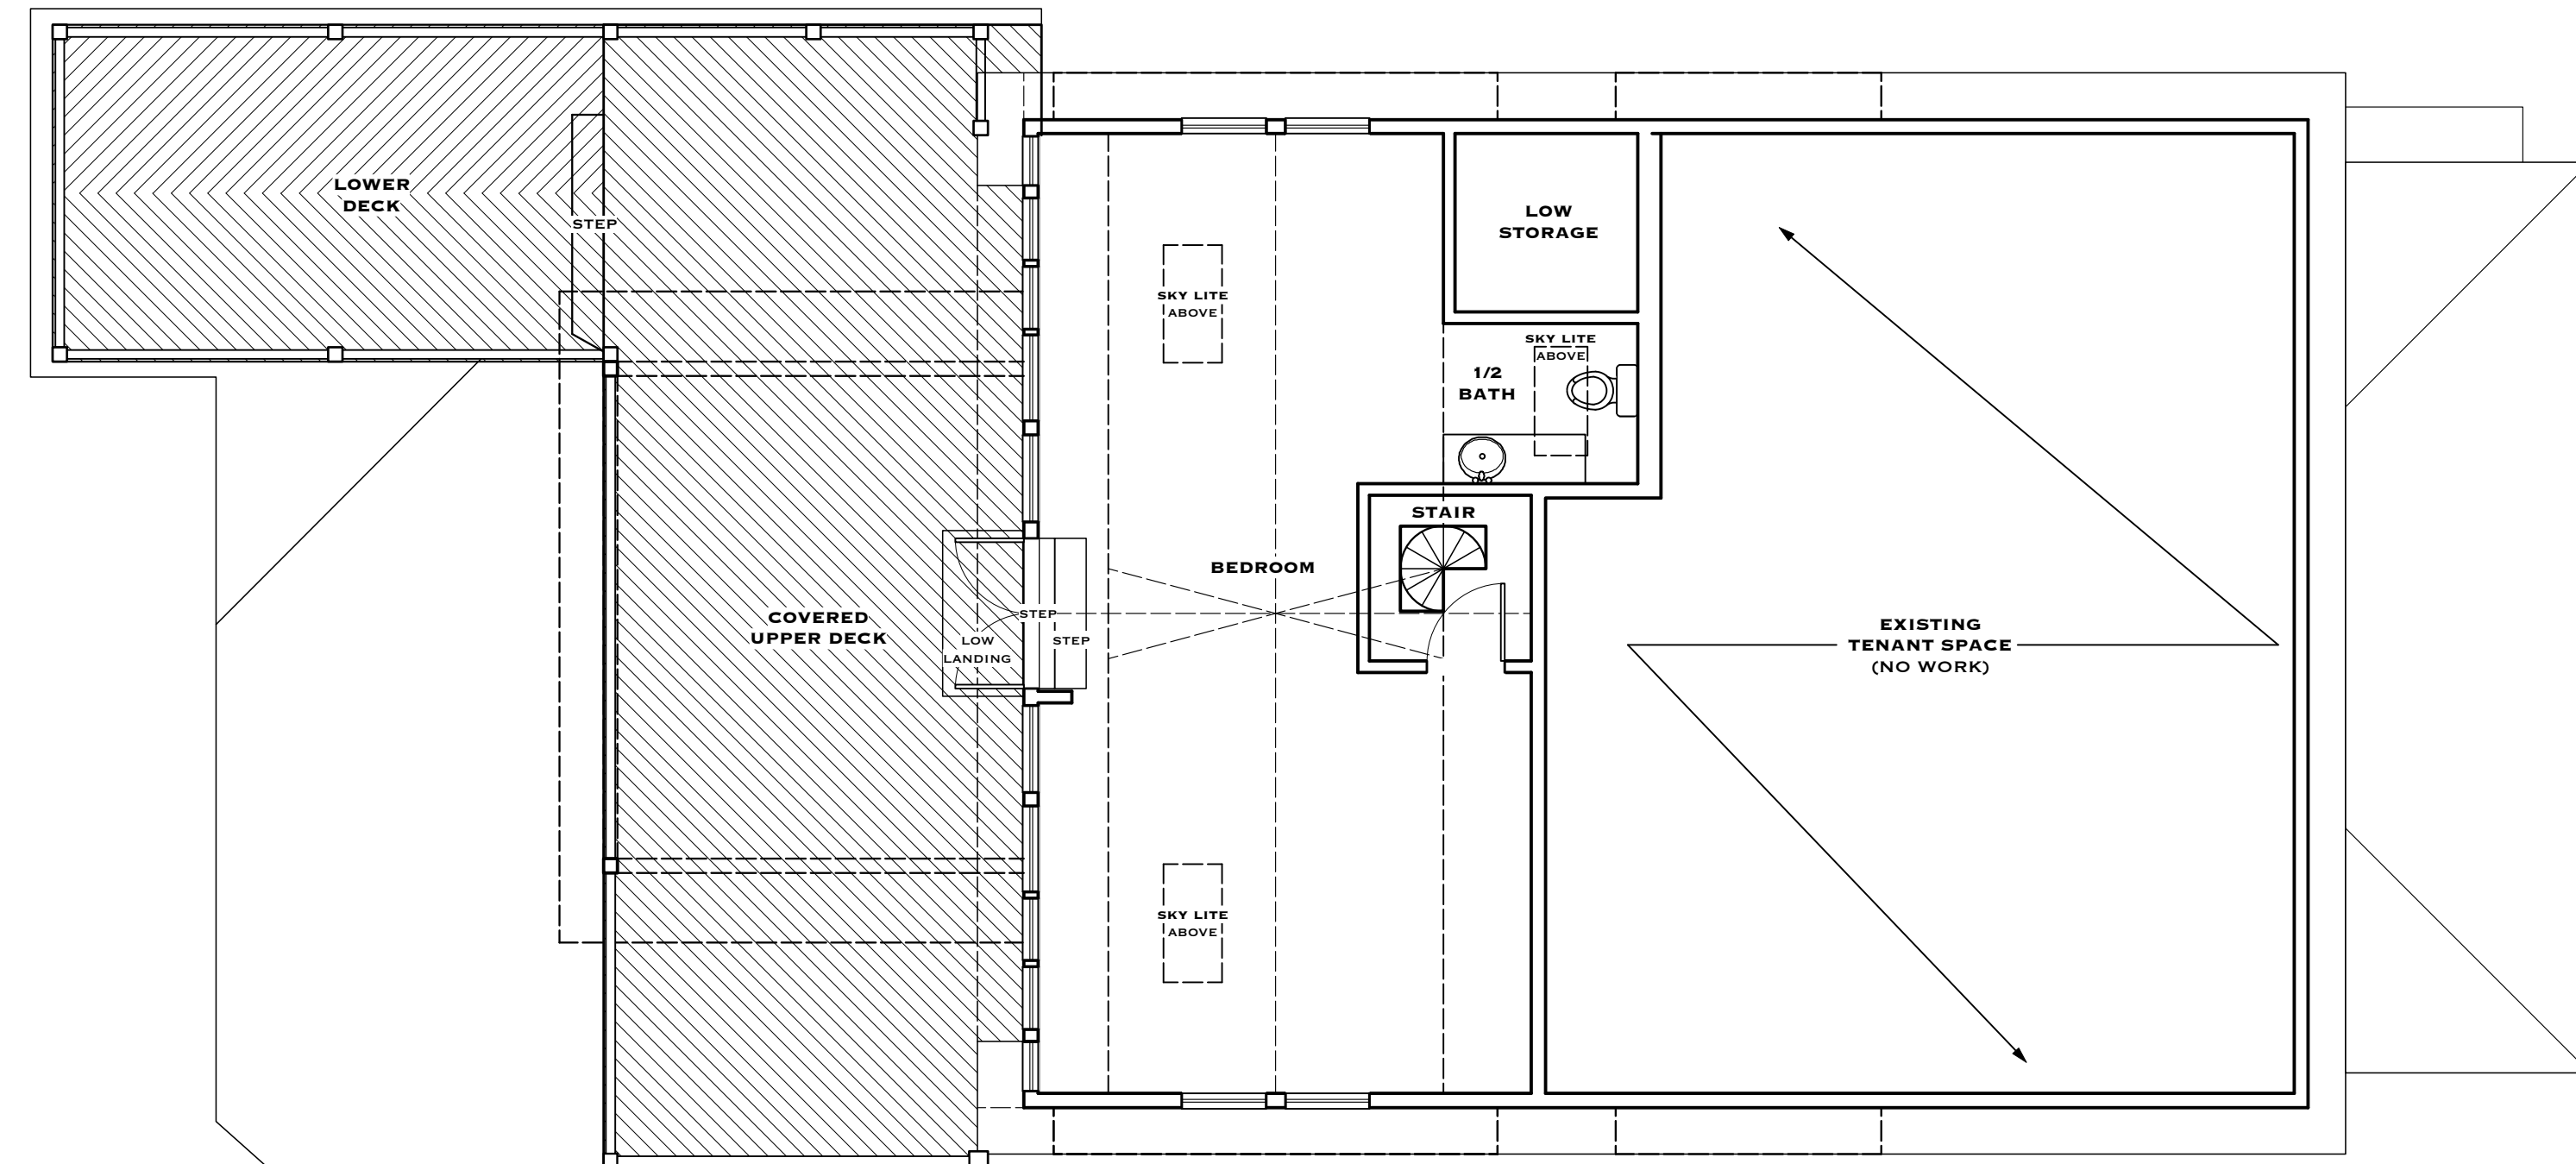 LOWER
DECK
STEP
LOW
STORAGE
SKY LITE
ABOVE
SKY LITE
ABOVE
1/2
BATH
STAIR
BEDROOM
COVERED
UPPER DECK
STEP
LOW
LANDING
STEP
EXISTING
TENANT SPACE
(NO WORK)
SKY LITE
ABOVE